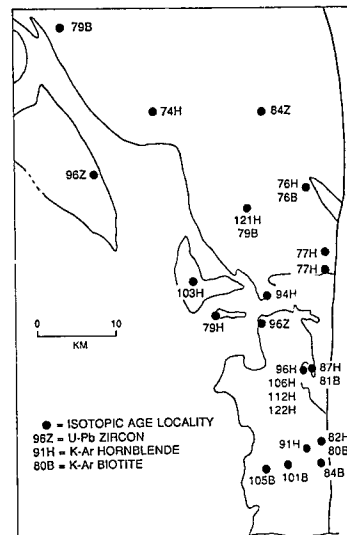 79B
74H
84Z
96Z
76H
76B
121H
79B
77H
77H
103H
94H
79H
96Z
0 10
KM
96H
106H
112H
122H
87H
81B
● = ISOTOPIC AGE LOCALITY
96Z = U-Pb ZIRCON
91H = K-Ar HORNBLENDE
80B = K-Ar BIOTITE
82H
80B
91H
84B
101B
105B